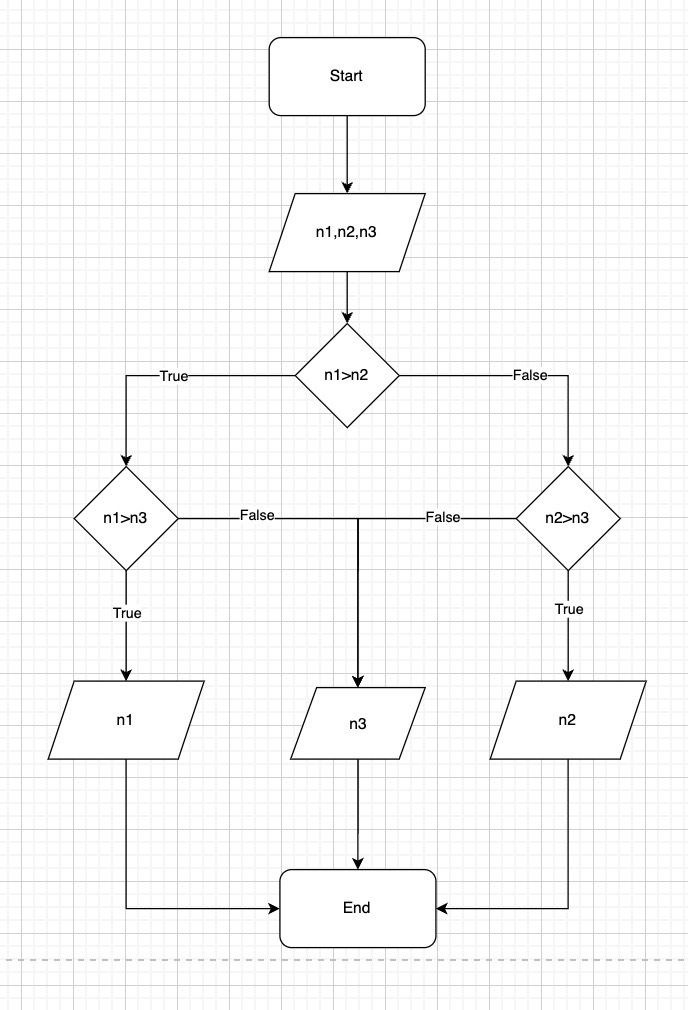 Start
n1,n2,n3
n1>n2
True
False
n1>n3
False
False
n2>n3
True
True
n1
n3
n2
End